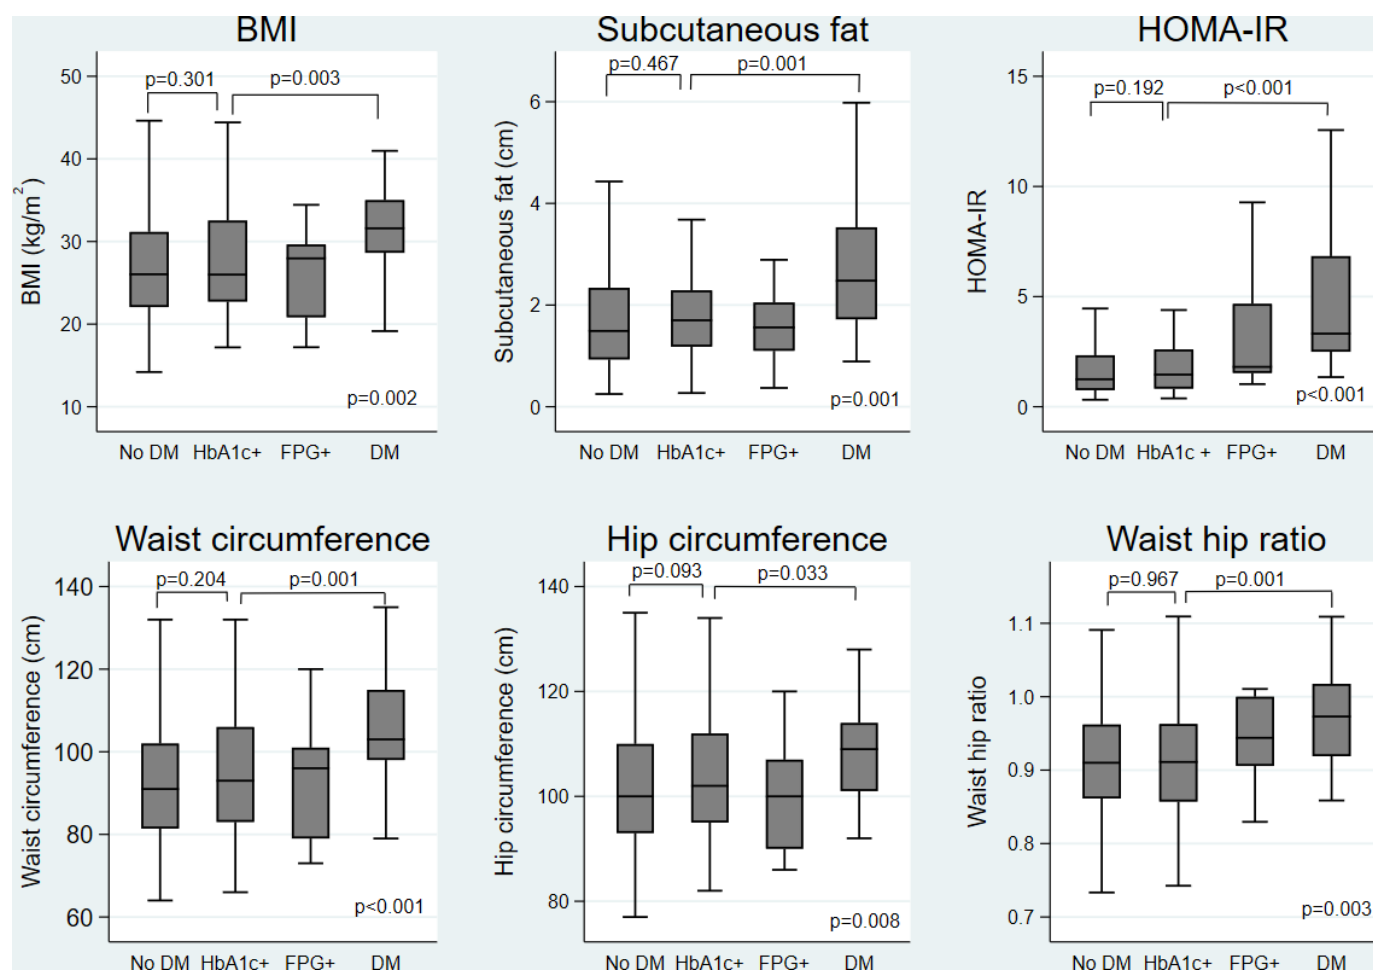 BMI
Subcutaneous fat
HOMA-IR
50
40
30
20
10
BMI (kg/m²)
p=0.301
p=0.003
p=0.002
No DM HbA1c+ FPG+ DM
6
4
2
0
Subcutaneous fat (cm)
p=0.467
p=0.001
p=0.001
No DM HbA1c+ FPG+ DM
15
10
5
0
HOMA-IR
p=0.192
p<0.001
p<0.001
No DM HbA1c + FPG+ DM
Waist circumference
Hip circumference
Waist hip ratio
140
120
100
80
60
Waist circumference (cm)
p=0.204
p=0.001
p<0.001
No DM HbA1c+ FPG+ DM
140
120
100
80
Hip circumference (cm)
p=0.093
p=0.033
p=0.008
No DM HbA1c+ FPG+ DM
1.1
1.0
0.9
0.8
0.7
Waist hip ratio
p=0.967
p=0.001
p=0.003
No DM HbA1c+ FPG+ DM